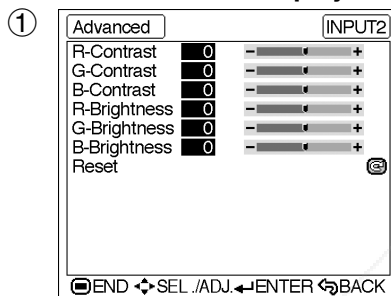 ①
Advanced INPUT2
R-Contrast 0 - +
G-Contrast 0 - +
B-Contrast 0 - +
R-Brightness 0 - +
G-Brightness 0 - +
B-Brightness 0 - +
Reset
END SEL./ADJ. ENTER BACK